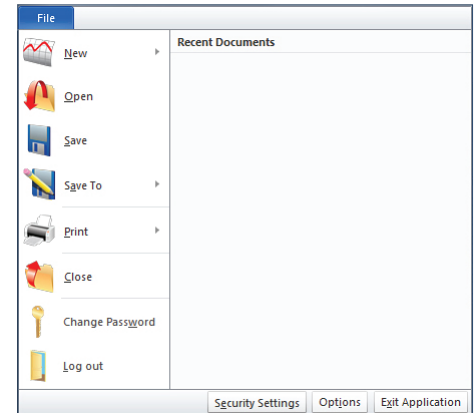 File
Recent Documents
New
Open
Save
Save To
Print
Close
Change Password
Log out
Security Settings
Options
Exit Application